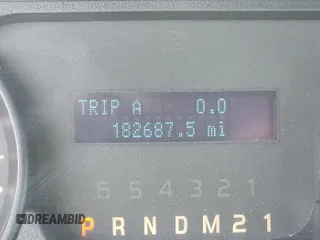 TRIP A 0.0
182687.5 mi
6 5 4 3 2 1
P R N D M 2 1
DREAMBID